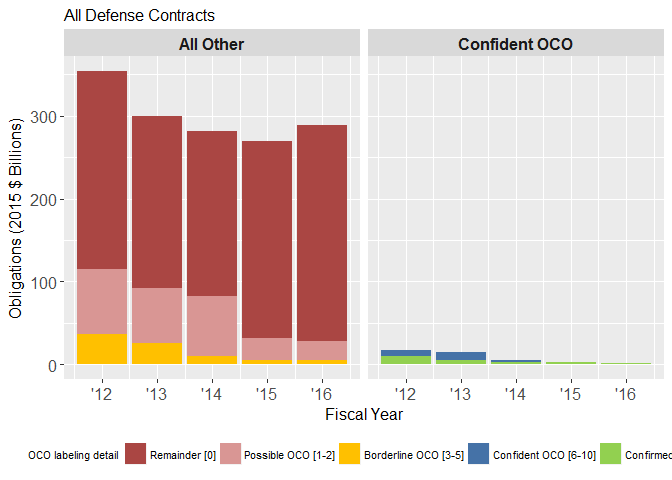 All Defense Contracts
All Other
Confident OCO
Obligations (2015 $ Billions)
300
200
100
0
'12 '13 '14 '15 '16
'12 '13 '14 '15 '16
Fiscal Year
OCO labeling detail Remainder [0] Possible OCO [1-2] Borderline OCO [3-5] Confident OCO [6-10] Confirmed